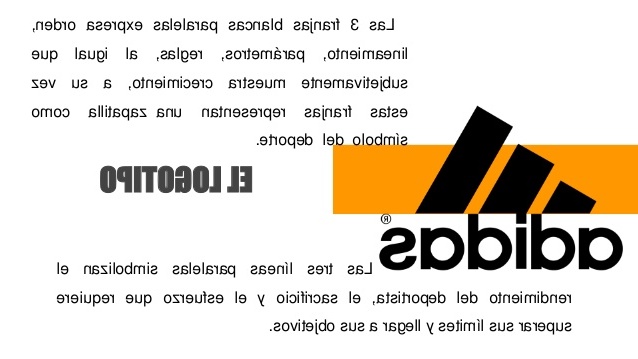 Las 3 franjas blancas paralelas expresa orden,
lineamiento, parámetros, reglas, al igual que
subjetivamente muestra crecimiento, a su vez
estas franjas representan una zapatilla como
símbolo del deporte.
EL LOGOTIPO
adidas®
Las tres líneas paralelas simbolizan el
rendimiento del deportista, el sacrificio y el esfuerzo que requiere
superar sus límites y llegar a sus objetivos.